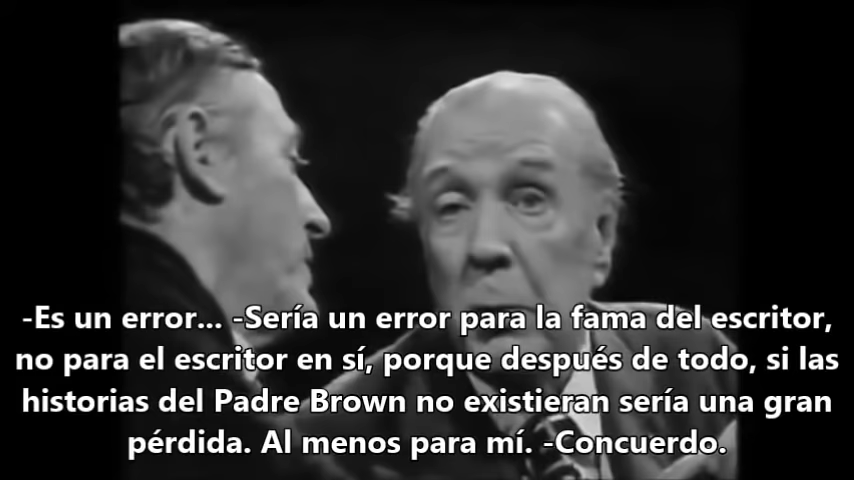 -Es un error... -Sería un error para la fama del escritor,
no para el escritor en sí, porque después de todo, si las
historias del Padre Brown no existieran sería una gran
pérdida. Al menos para mí. -Concuerdo.